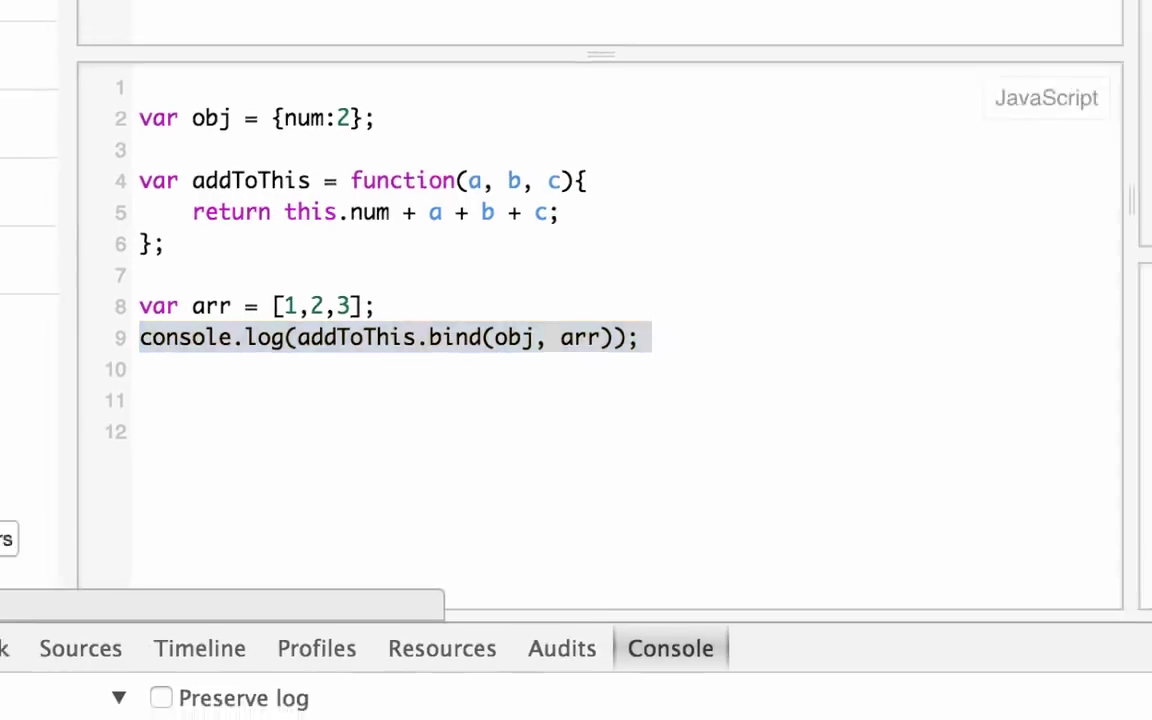 JavaScript
1
2 var obj = {num:2};
3
4 var addToThis = function(a, b, c){
5 return this.num + a + b + c;
6 };
7
8 var arr = [1,2,3];
9 console.log(addToThis.bind(obj, arr));
10
11
12
rs
k Sources Timeline Profiles Resources Audits Console
▼ Preserve log